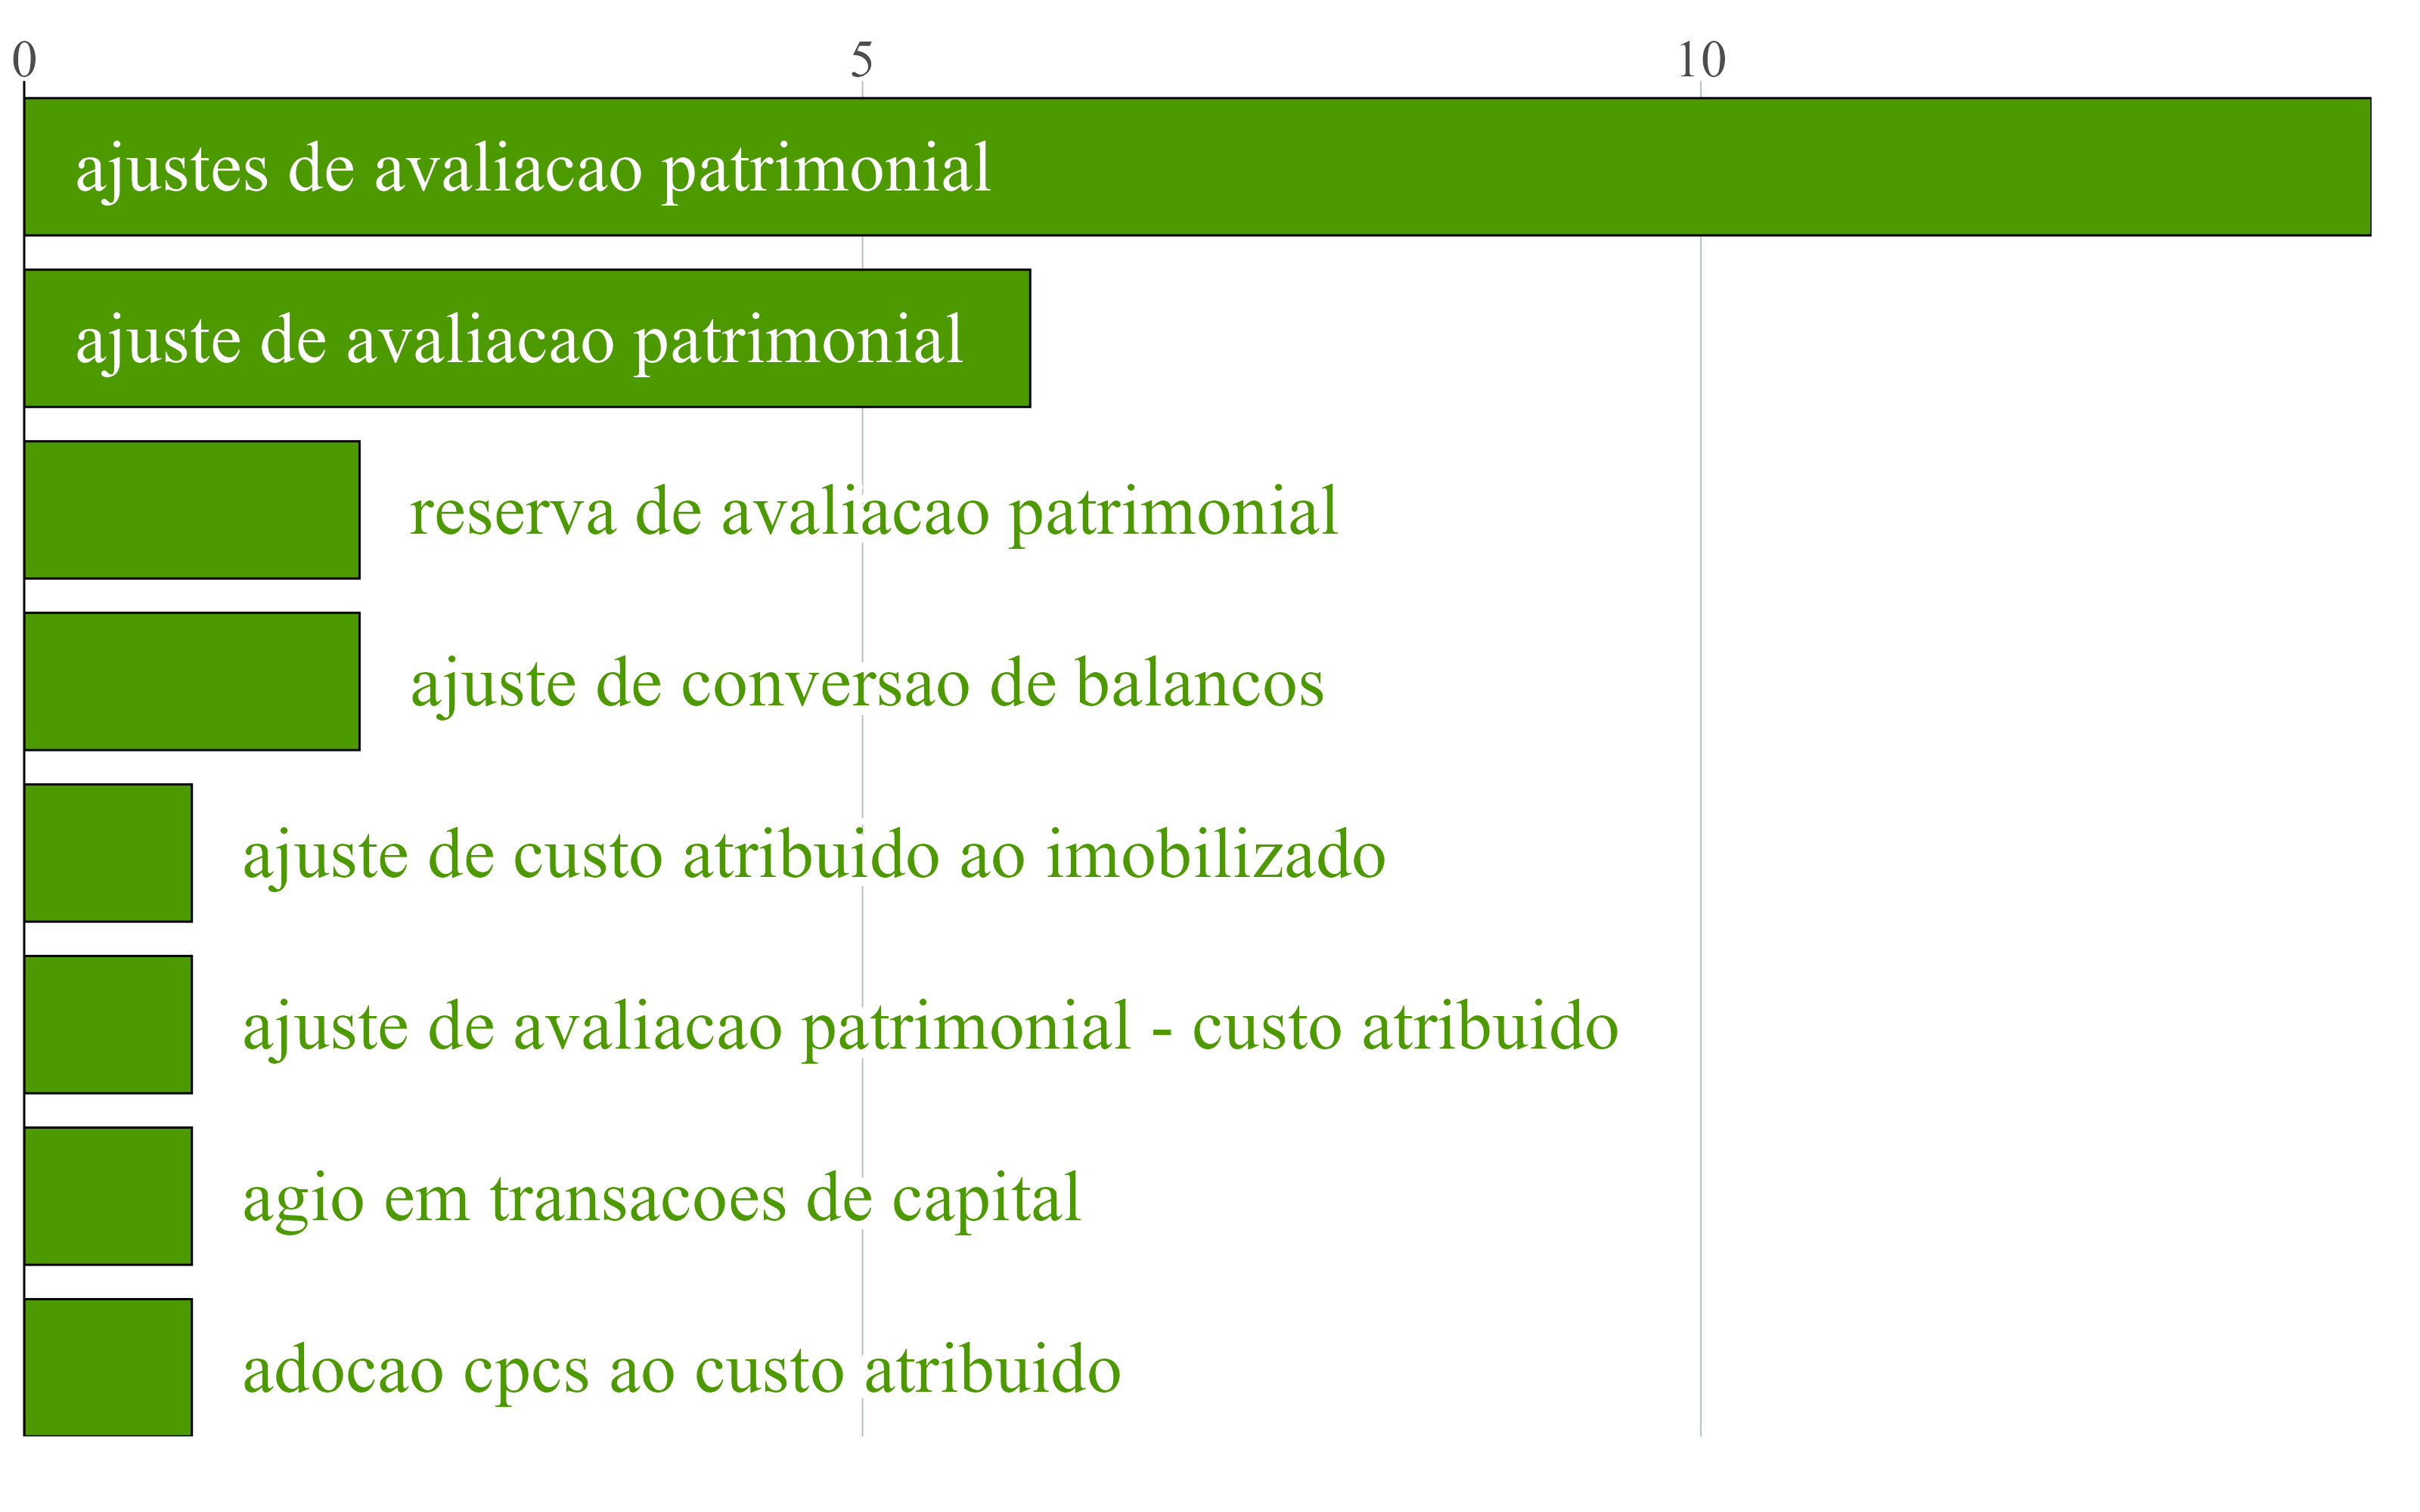 0 5 10
ajustes de avaliacao patrimonial
ajuste de avaliacao patrimonial
reserva de avaliacao patrimonial
ajuste de conversao de balancos
ajuste de custo atribuido ao imobilizado
ajuste de avaliacao patrimonial - custo atribuido
agio em transacoes de capital
adocao cpcs ao custo atribuido